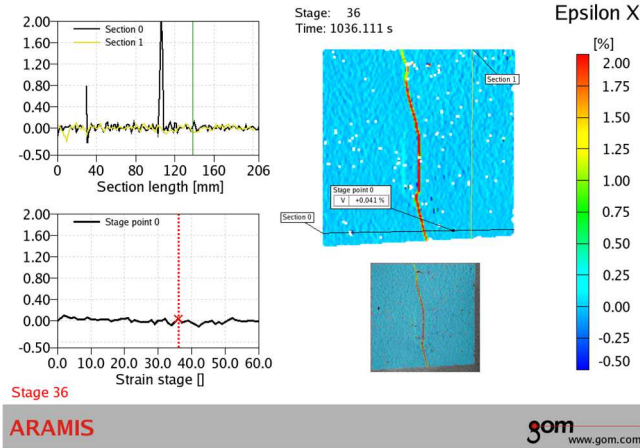 Stage: 36
Time: 1036.111 s
Epsilon X
[%]
2.00
1.60
1.20
0.80
0.40
0.00
-0.50
Section 0
Section 1
0 40 80 120 160 206
Section length [mm]
2.00
1.60
1.20
0.80
0.40
0.00
-0.50
Stage point 0
0.0 10.0 20.0 30.0 40.0 50.0 60.0
Strain stage []
Section 1
Stage point 0
V +0.041 %
Section 0
2.00
1.75
1.50
1.25
1.00
0.75
0.50
0.25
0.00
-0.25
-0.50
Stage 36
ARAMIS
gom
www.gom.com